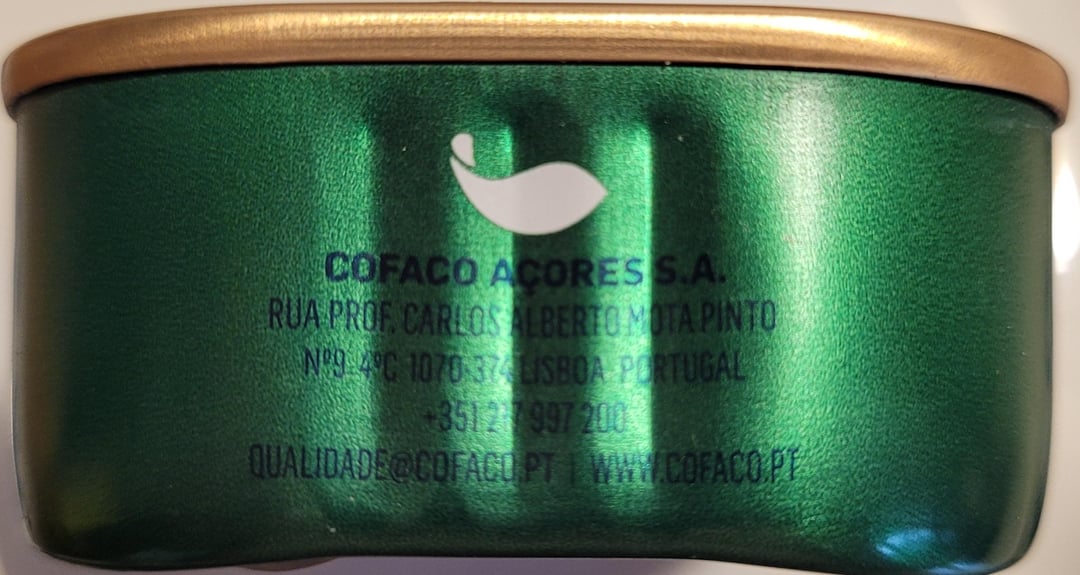 COFACO AÇORES S.A.
RUA PROF. CARLOS ALBERTO MOTA PINTO
Nº9 4ºC 1070-374 LISBOA PORTUGAL
+351 217 997 200
QUALIDADE@COFACO.PT | WWW.COFACO.PT